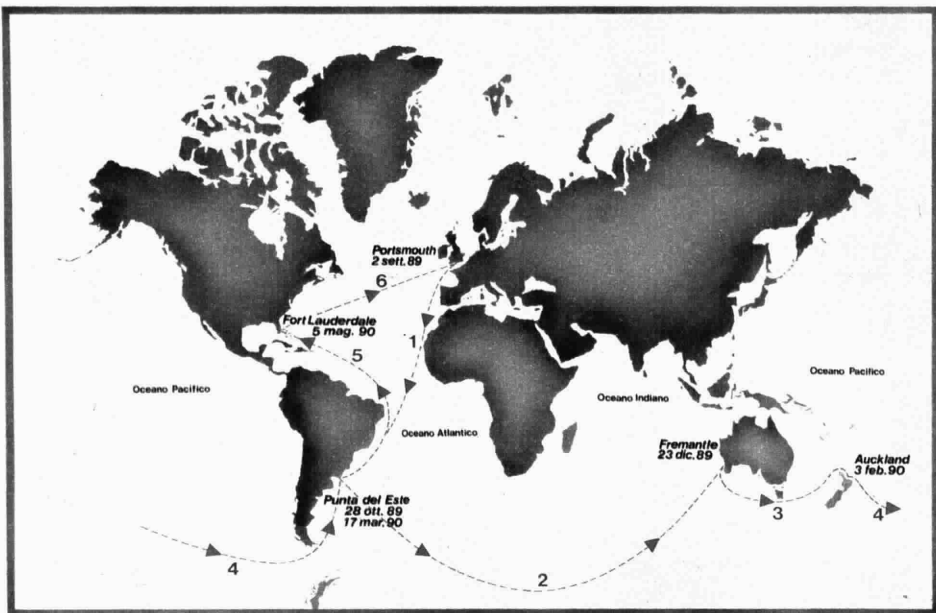 Portsmouth
2 sett. 89
6
Fort Lauderdale
5 mag. 90
1
5
Oceano Pacifico
Oceano Pacifico
Oceano Indiano
Oceano Atlantico
Fremantle
23 dic. 89
Auckland
3 feb. 90
Punta del Este
28 ott. 89
17 mar. 90
3
4
4
2